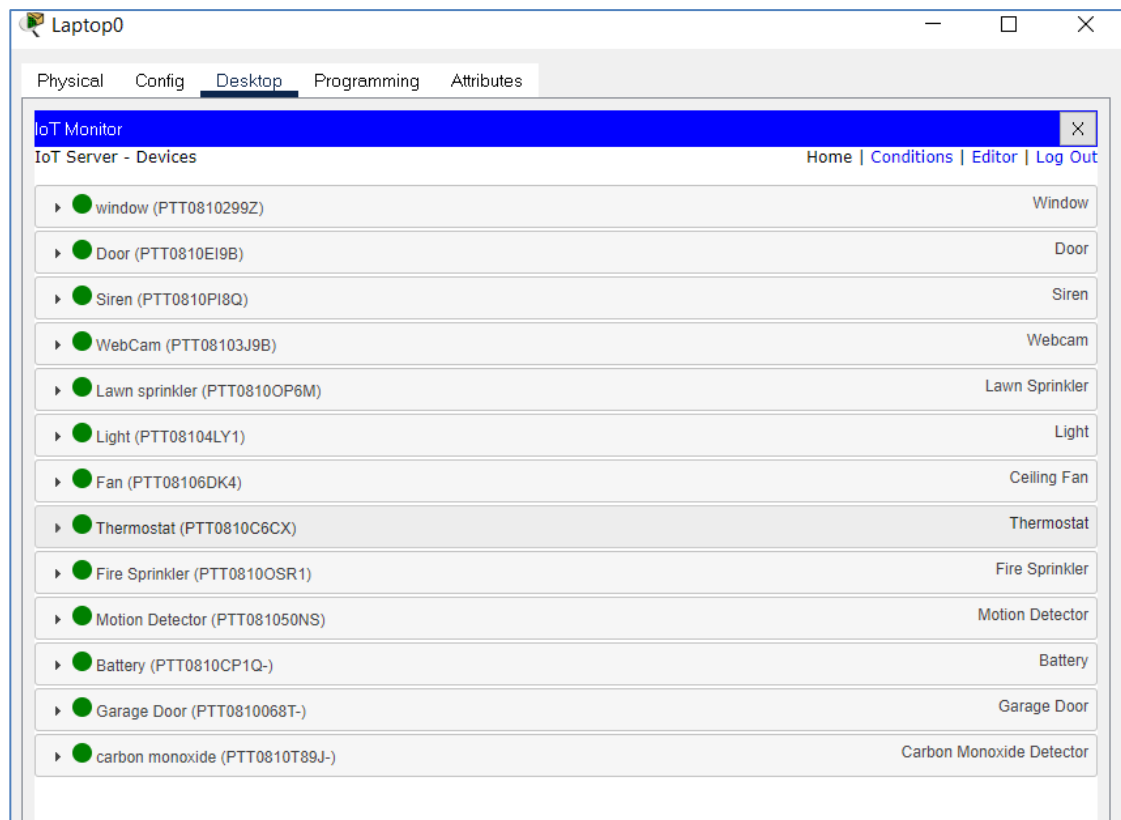 Laptop0
Physical Config Desktop Programming Attributes
IoT Monitor X
IoT Server - Devices Home | Conditions | Editor | Log Out
window (PTT0810299Z) Window
Door (PTT0810EI9B) Door
Siren (PTT0810PI8Q) Siren
WebCam (PTT08103J9B) Webcam
Lawn sprinkler (PTT0810OP6M) Lawn Sprinkler
Light (PTT08104LY1) Light
Fan (PTT08106DK4) Ceiling Fan
Thermostat (PTT0810C6CX) Thermostat
Fire Sprinkler (PTT0810OSR1) Fire Sprinkler
Motion Detector (PTT081050NS) Motion Detector
Battery (PTT0810CP1Q-) Battery
Garage Door (PTT0810068T-) Garage Door
carbon monoxide (PTT0810T89J-) Carbon Monoxide Detector